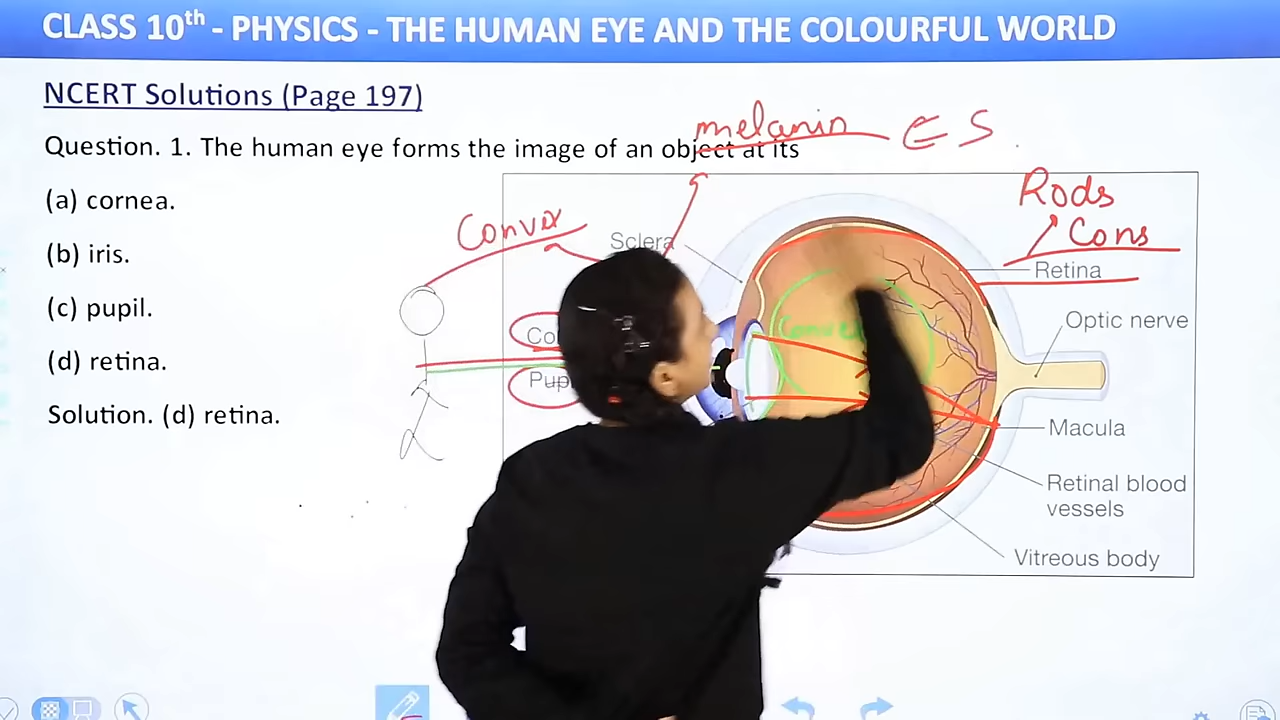 CLASS 10th - PHYSICS - THE HUMAN EYE AND THE COLOURFUL WORLD
NCERT Solutions (Page 197)
melanin E S
Question. 1. The human eye forms the image of an object at its
(a) cornea.
(b) iris.
(c) pupil.
(d) retina.
Solution. (d) retina.
Convex
Sclera
Rods
Cons
Retina
Optic nerve
Convex
Macula
Retinal blood
vessels
Vitreous body